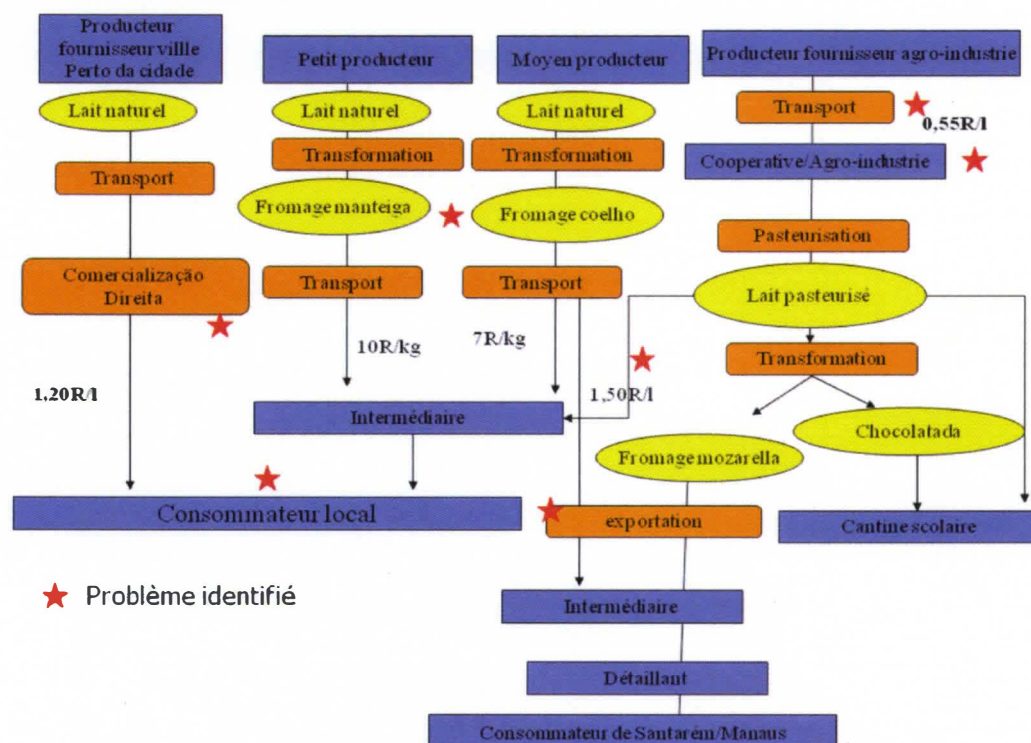 Producteur
fournisseur villle
Perto da cidade
Petit producteur
Moyen producteur
Producteur fournisseur agro-industrie
Lait naturel
Lait naturel
Lait naturel
Transport
0,55R/l
Transformation
Transformation
Cooperative/Agro-industrie
Transport
Fromage manteiga
Fromage coelho
Pasteurisation
Comercialização
Direita
Transport
Transport
Lait pasteurisé
10R/kg
7R/kg
Transformation
1,20R/l
1,50R/l
Intermédiaire
Chocolatada
Fromage mozarella
Consommateur local
exportation
Cantine scolaire
Problème identifié
Intermédiaire
Détaillant
Consommateur de Santarém/Manaus